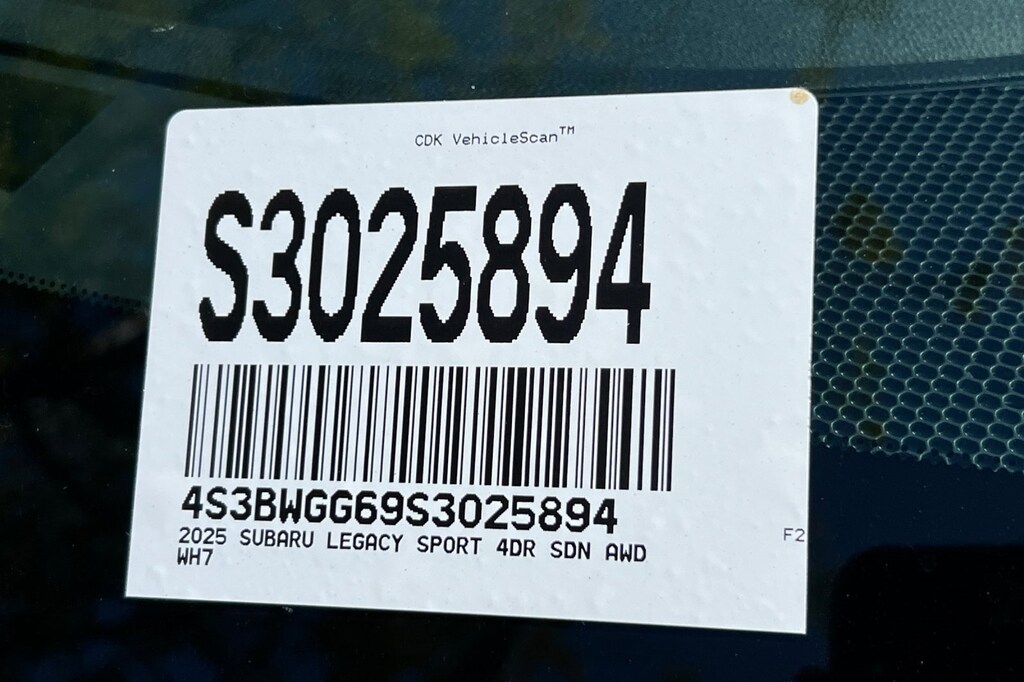 CDK VehicleScan™
S3025894
4S3BWGG69S3025894
2025 SUBARU LEGACY SPORT 4DR SDN AWD
WH7
F2